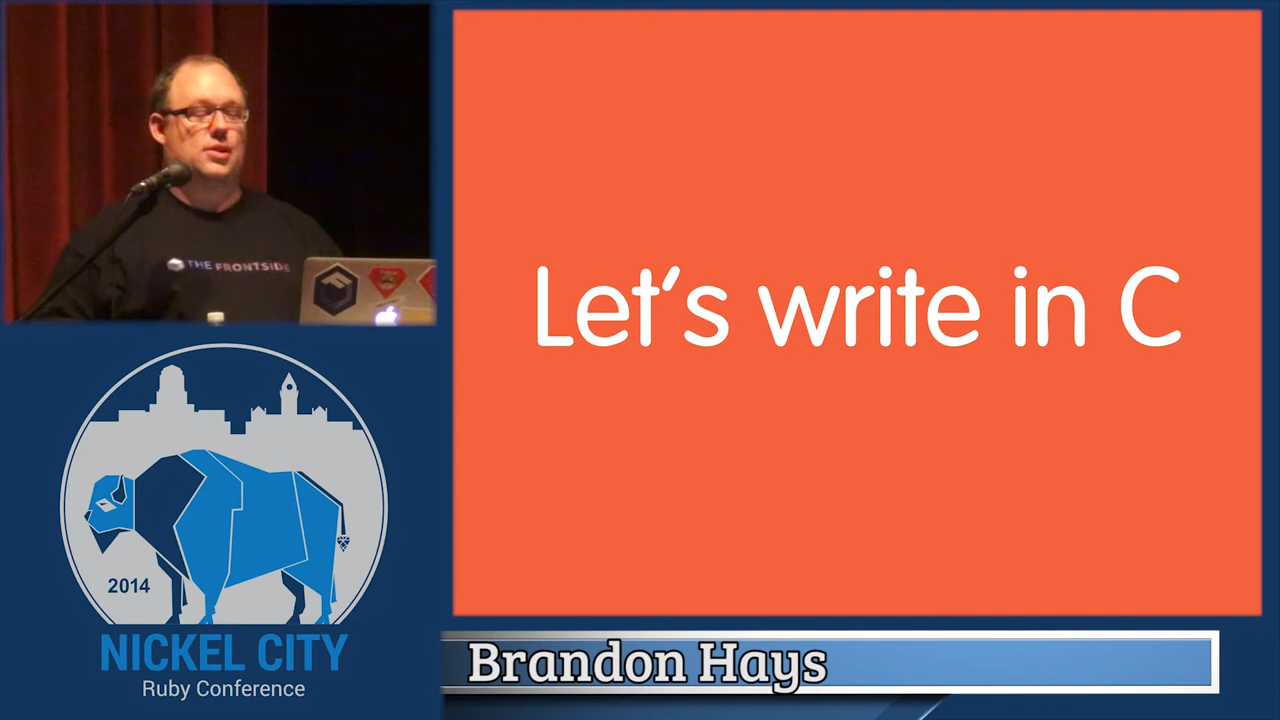 THE FRONTSIDE
Let's write in C
2014
NICKEL CITY
Ruby Conference
Brandon Hays